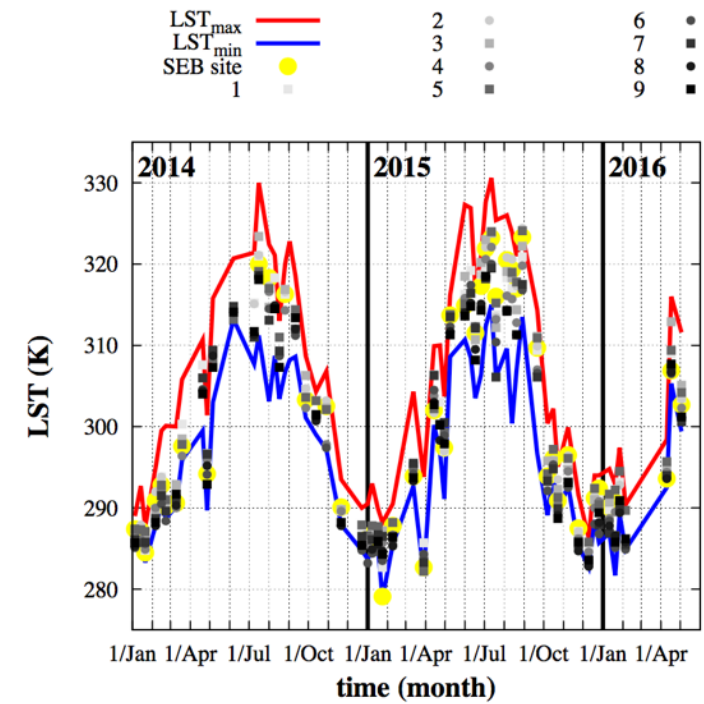 LSTmax 2 6
LSTmin 3 7
SEB site 4 8
1 5 9
2014 2015 2016
330
320
310
300
290
280
LST (K)
1/Jan 1/Apr 1/Jul 1/Oct 1/Jan 1/Apr 1/Jul 1/Oct 1/Jan 1/Apr
time (month)